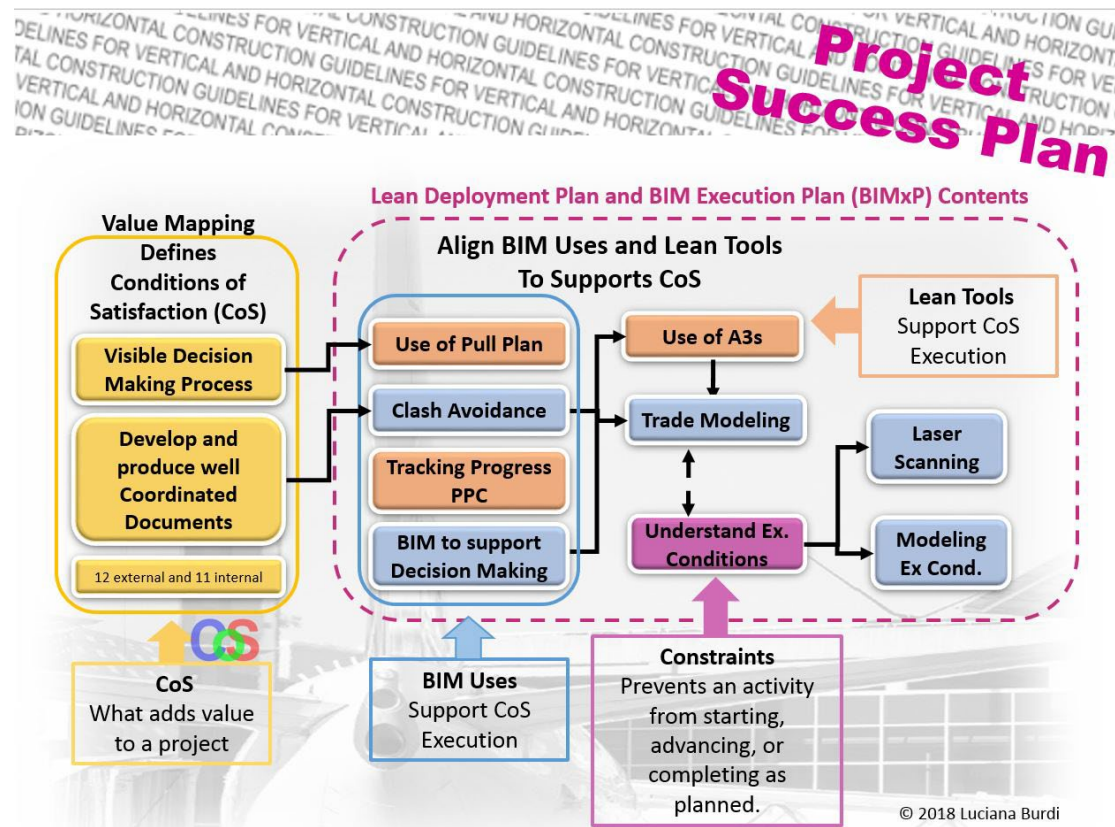 Project
Success Plan
Lean Deployment Plan and BIM Execution Plan (BIMxP) Contents
Value Mapping
Defines
Conditions of
Satisfaction (CoS)
Visible Decision
Making Process
Develop and
produce well
Coordinated
Documents
12 external and 11 internal
CoS
CoS
What adds value
to a project
Align BIM Uses and Lean Tools
To Supports CoS
Use of Pull Plan
Clash Avoidance
Tracking Progress
PPC
BIM to support
Decision Making
BIM Uses
Support CoS
Execution
Use of A3s
Trade Modeling
Understand Ex.
Conditions
Constraints
Prevents an activity
from starting,
advancing, or
completing as
planned.
Lean Tools
Support CoS
Execution
Laser
Scanning
Modeling
Ex Cond.
© 2018 Luciana Burdi